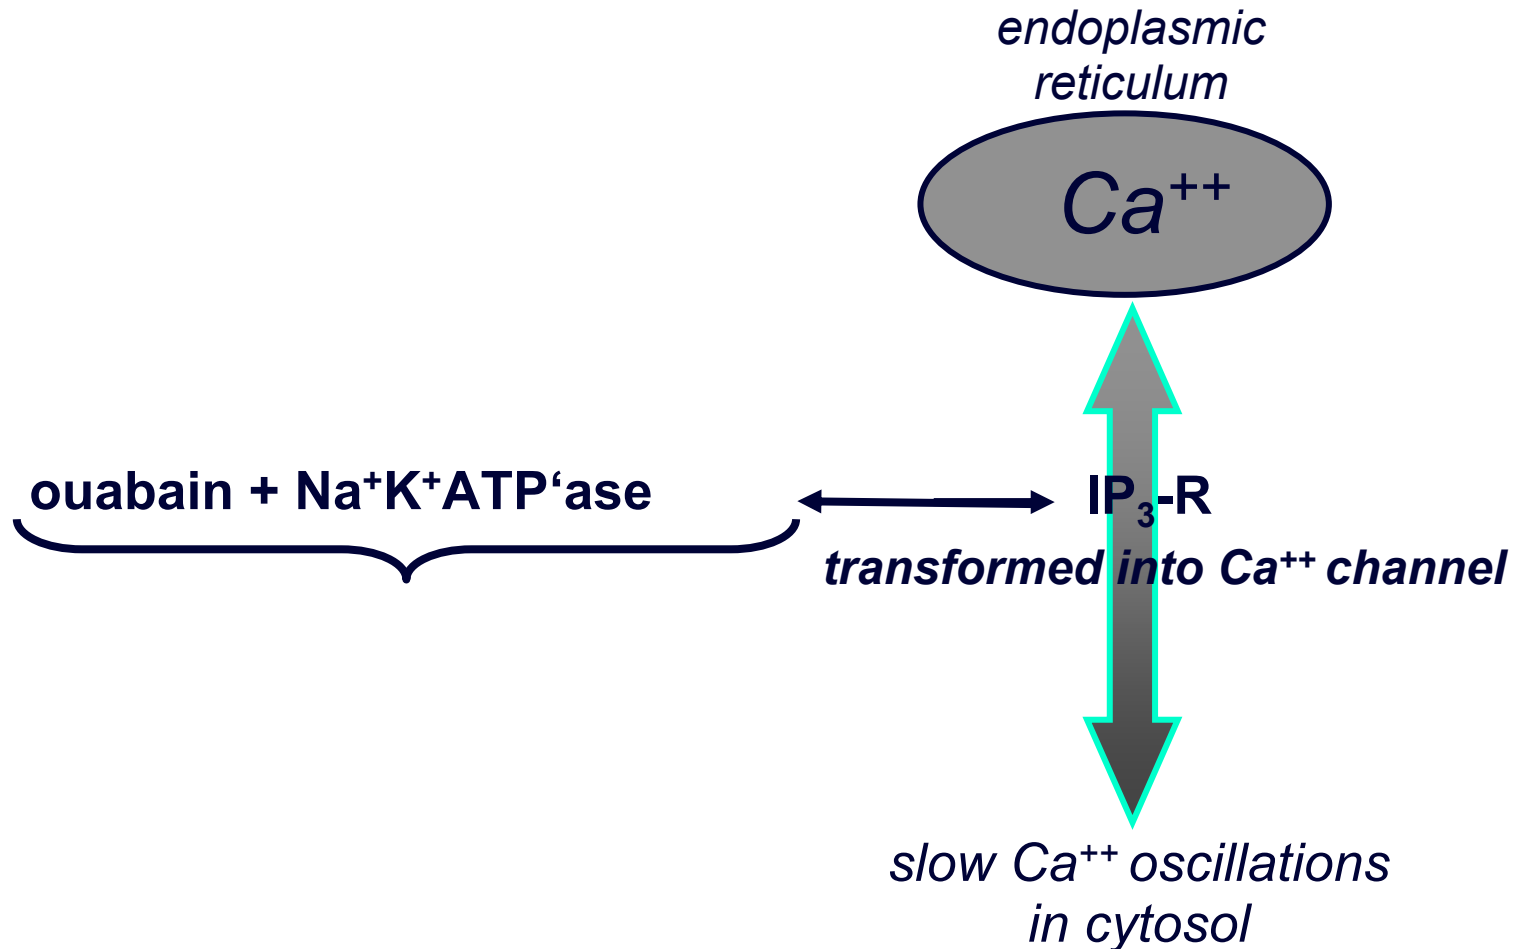 endoplasmic
reticulum
Ca⁺⁺
ouabain + Na⁺K⁺ATP‘ase
IP₃-R
transformed into Ca⁺⁺ channel
slow Ca⁺⁺ oscillations
in cytosol